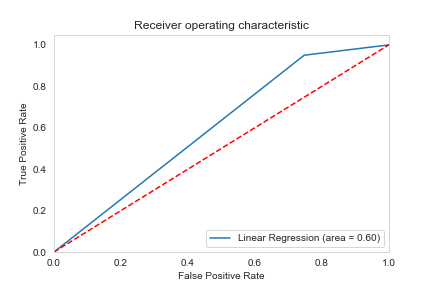 Receiver operating characteristic
True Positive Rate
1.0
0.8
0.6
0.4
0.2
0.0
Linear Regression (area = 0.60)
0.0 0.2 0.4 0.6 0.8 1.0
False Positive Rate